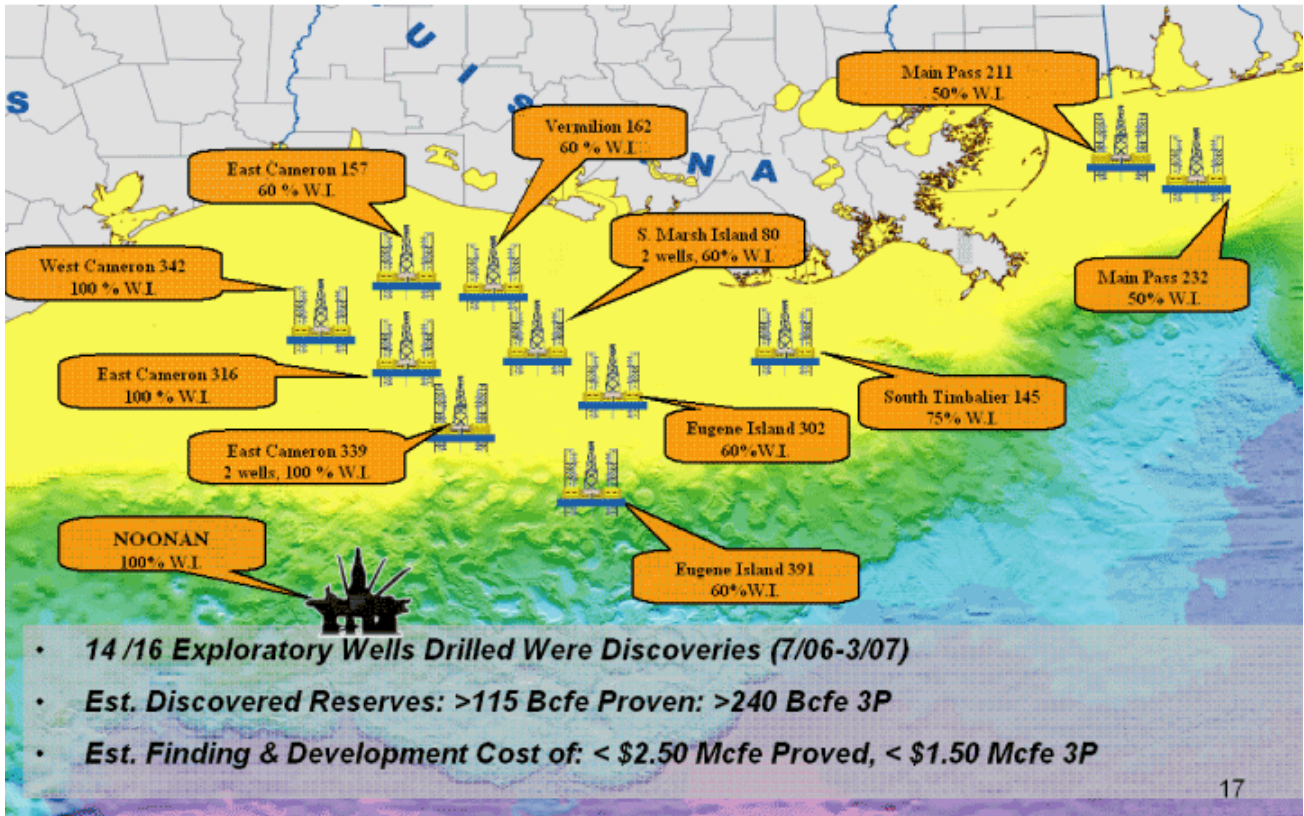 S
U
I
S
N
A
Main Pass 211
50% W.I.
Vermilion 162
60 % W.I.
East Cameron 157
60 % W.I.
S. Marsh Island 80
2 wells, 60% W.I.
West Cameron 342
100 % W.I.
Main Pass 232
50% W.I.
East Cameron 316
100 % W.I.
South Timbalier 145
75% W.I.
Eugene Island 302
60%W.I.
East Cameron 339
2 wells, 100 % W.I.
NOONAN
100% W.I.
Eugene Island 391
60%W.I.
• 14 /16 Exploratory Wells Drilled Were Discoveries (7/06-3/07)
• Est. Discovered Reserves: >115 Bcfe Proven: >240 Bcfe 3P
• Est. Finding & Development Cost of: < $2.50 Mcfe Proved, < $1.50 Mcfe 3P
17